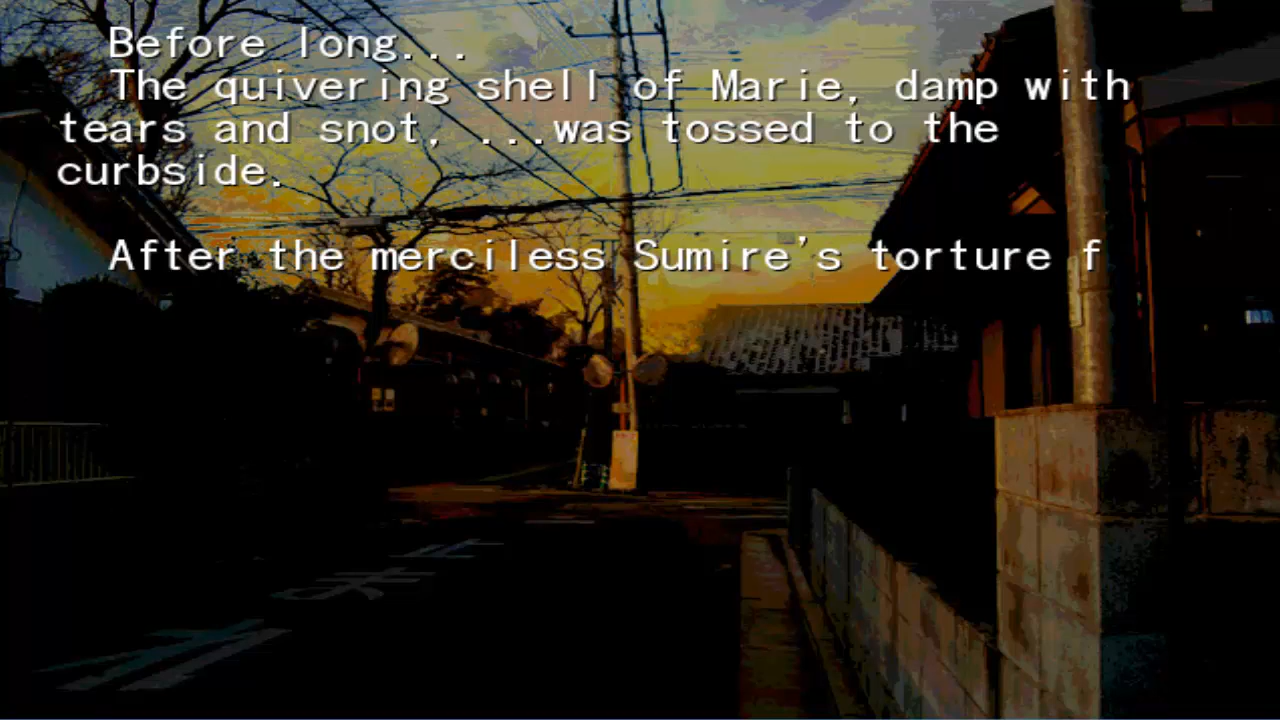 Before long...
The quivering shell of Marie, damp with
tears and snot, ...was tossed to the
curbside.
After the merciless Sumire's torture f